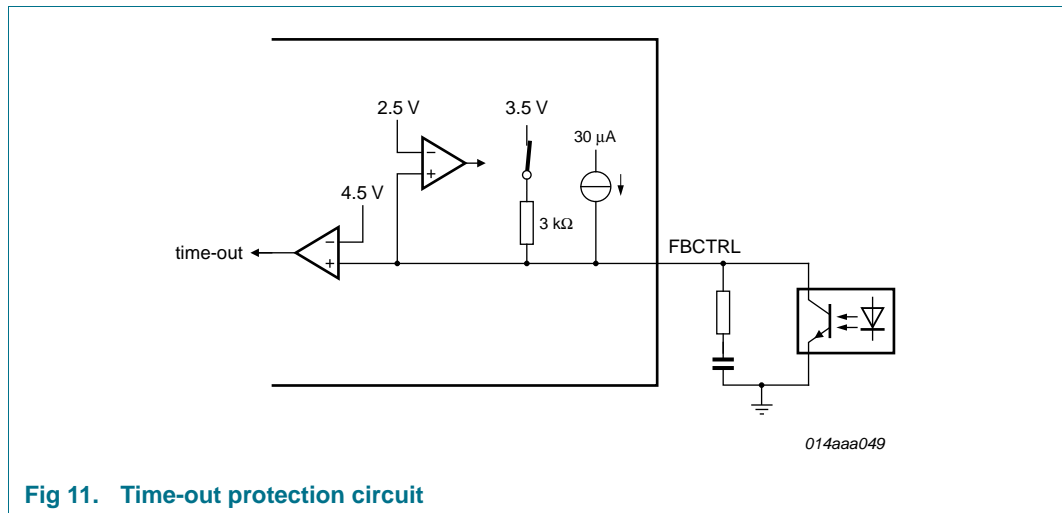 2.5 V
3.5 V
30 μA
−
+
4.5 V
3 kΩ
time-out
−
+
FBCTRL
014aaa049
Fig 11. Time-out protection circuit